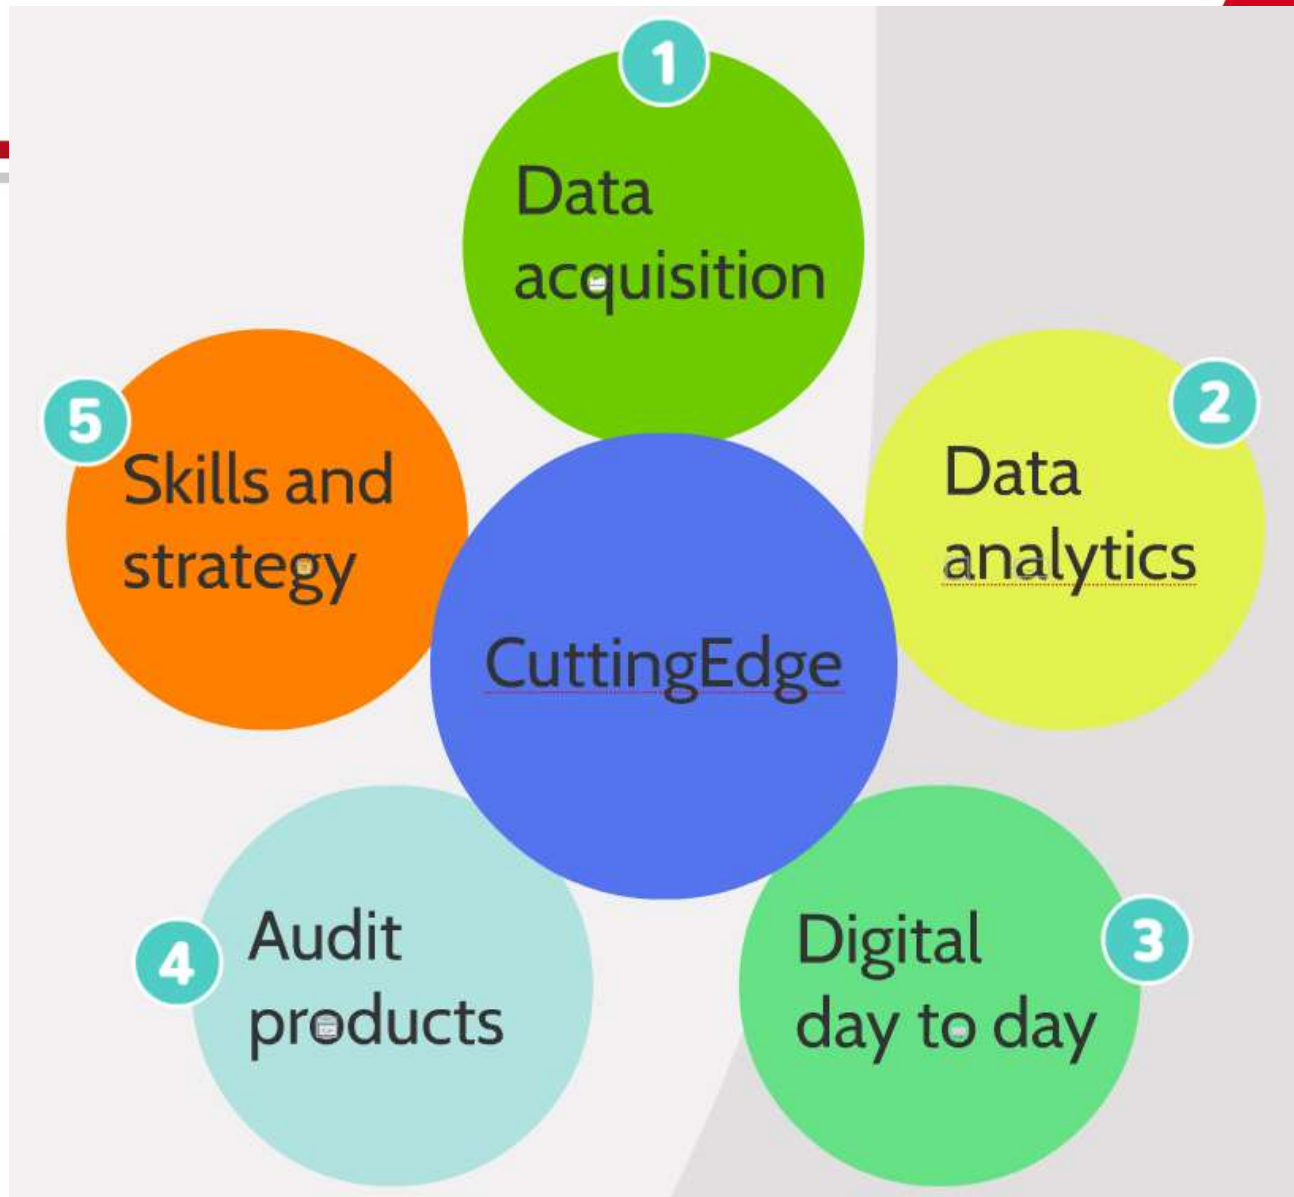 1
Data
acquisition
2
Data
analytics
3
Digital
day to day
4
Audit
products
5
Skills and
strategy
CuttingEdge